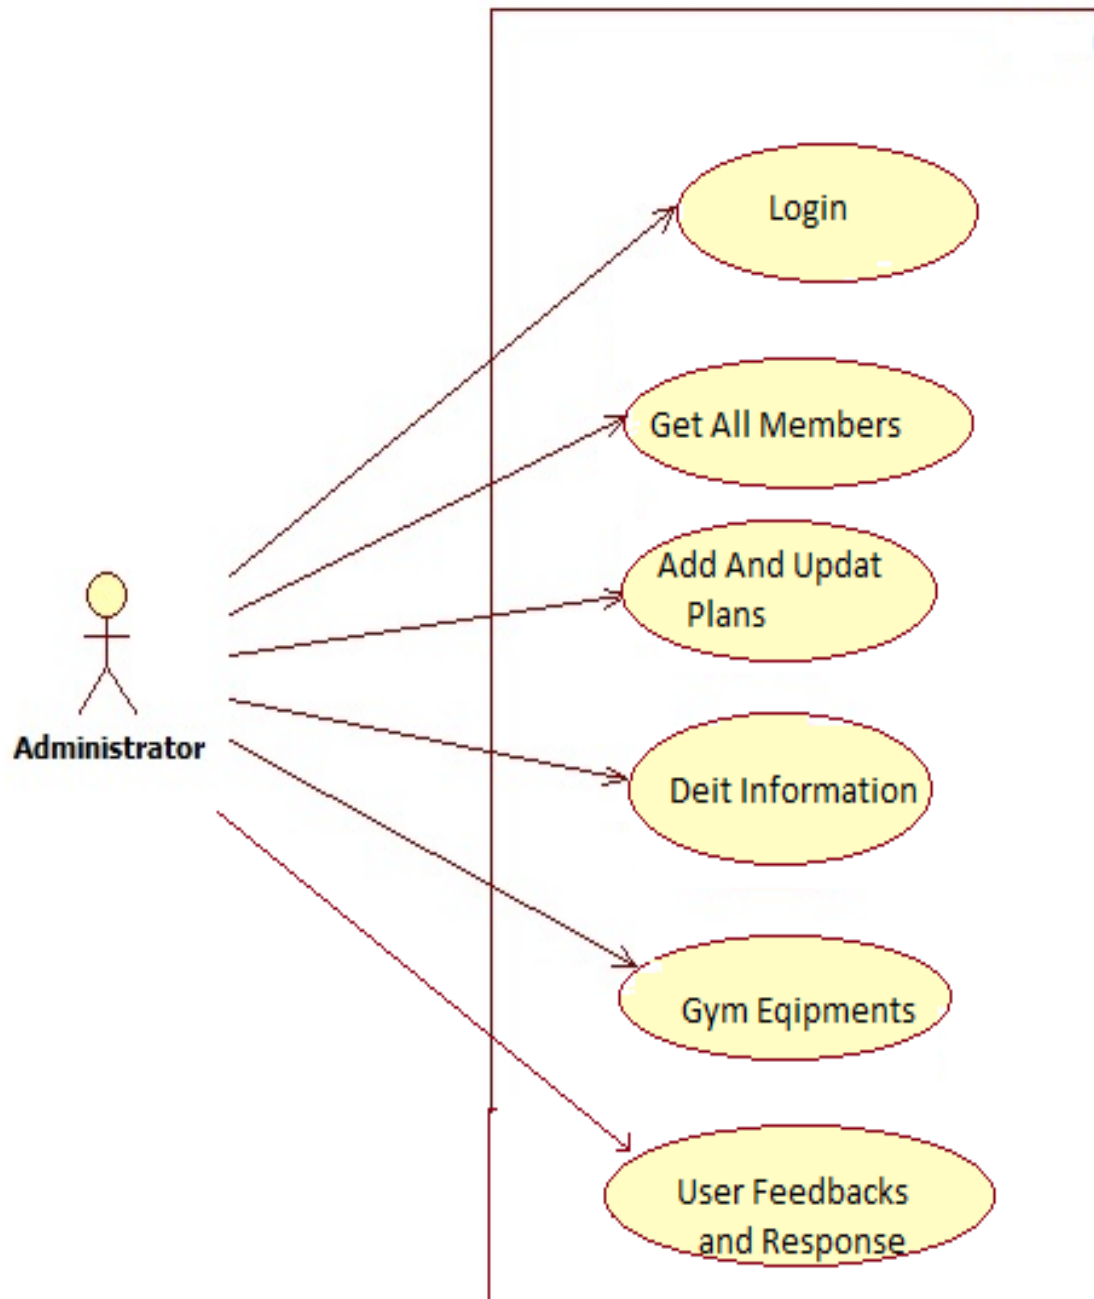 Login
Get All Members
Add And Updat
Plans
Administrator
Deit Information
Gym Eqipments
User Feedbacks
and Response